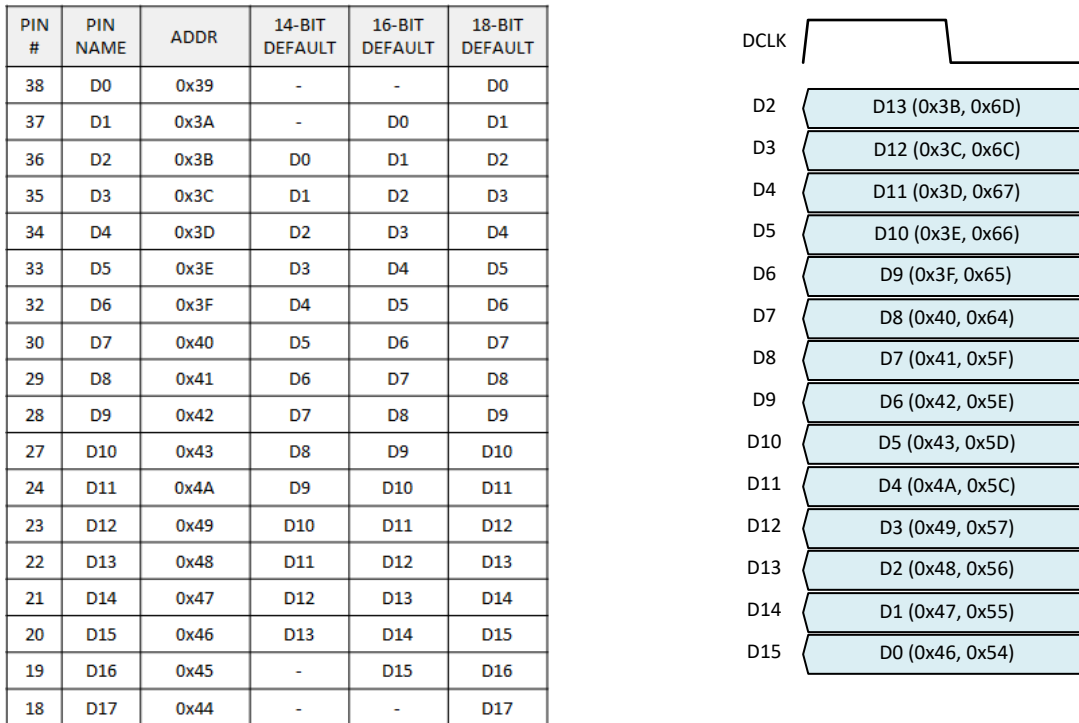 PIN # PIN NAME ADDR 14-BIT DEFAULT 16-BIT DEFAULT 18-BIT DEFAULT
38 D0 0x39 - - D0
37 D1 0x3A - D0 D1
36 D2 0x3B D0 D1 D2
35 D3 0x3C D1 D2 D3
34 D4 0x3D D2 D3 D4
33 D5 0x3E D3 D4 D5
32 D6 0x3F D4 D5 D6
30 D7 0x40 D5 D6 D7
29 D8 0x41 D6 D7 D8
28 D9 0x42 D7 D8 D9
27 D10 0x43 D8 D9 D10
24 D11 0x4A D9 D10 D11
23 D12 0x49 D10 D11 D12
22 D13 0x48 D11 D12 D13
21 D14 0x47 D12 D13 D14
20 D15 0x46 D13 D14 D15
19 D16 0x45 - D15 D16
18 D17 0x44 - - D17
DCLK
D2 D13 (0x3B, 0x6D)
D3 D12 (0x3C, 0x6C)
D4 D11 (0x3D, 0x67)
D5 D10 (0x3E, 0x66)
D6 D9 (0x3F, 0x65)
D7 D8 (0x40, 0x64)
D8 D7 (0x41, 0x5F)
D9 D6 (0x42, 0x5E)
D10 D5 (0x43, 0x5D)
D11 D4 (0x4A, 0x5C)
D12 D3 (0x49, 0x57)
D13 D2 (0x48, 0x56)
D14 D1 (0x47, 0x55)
D15 D0 (0x46, 0x54)